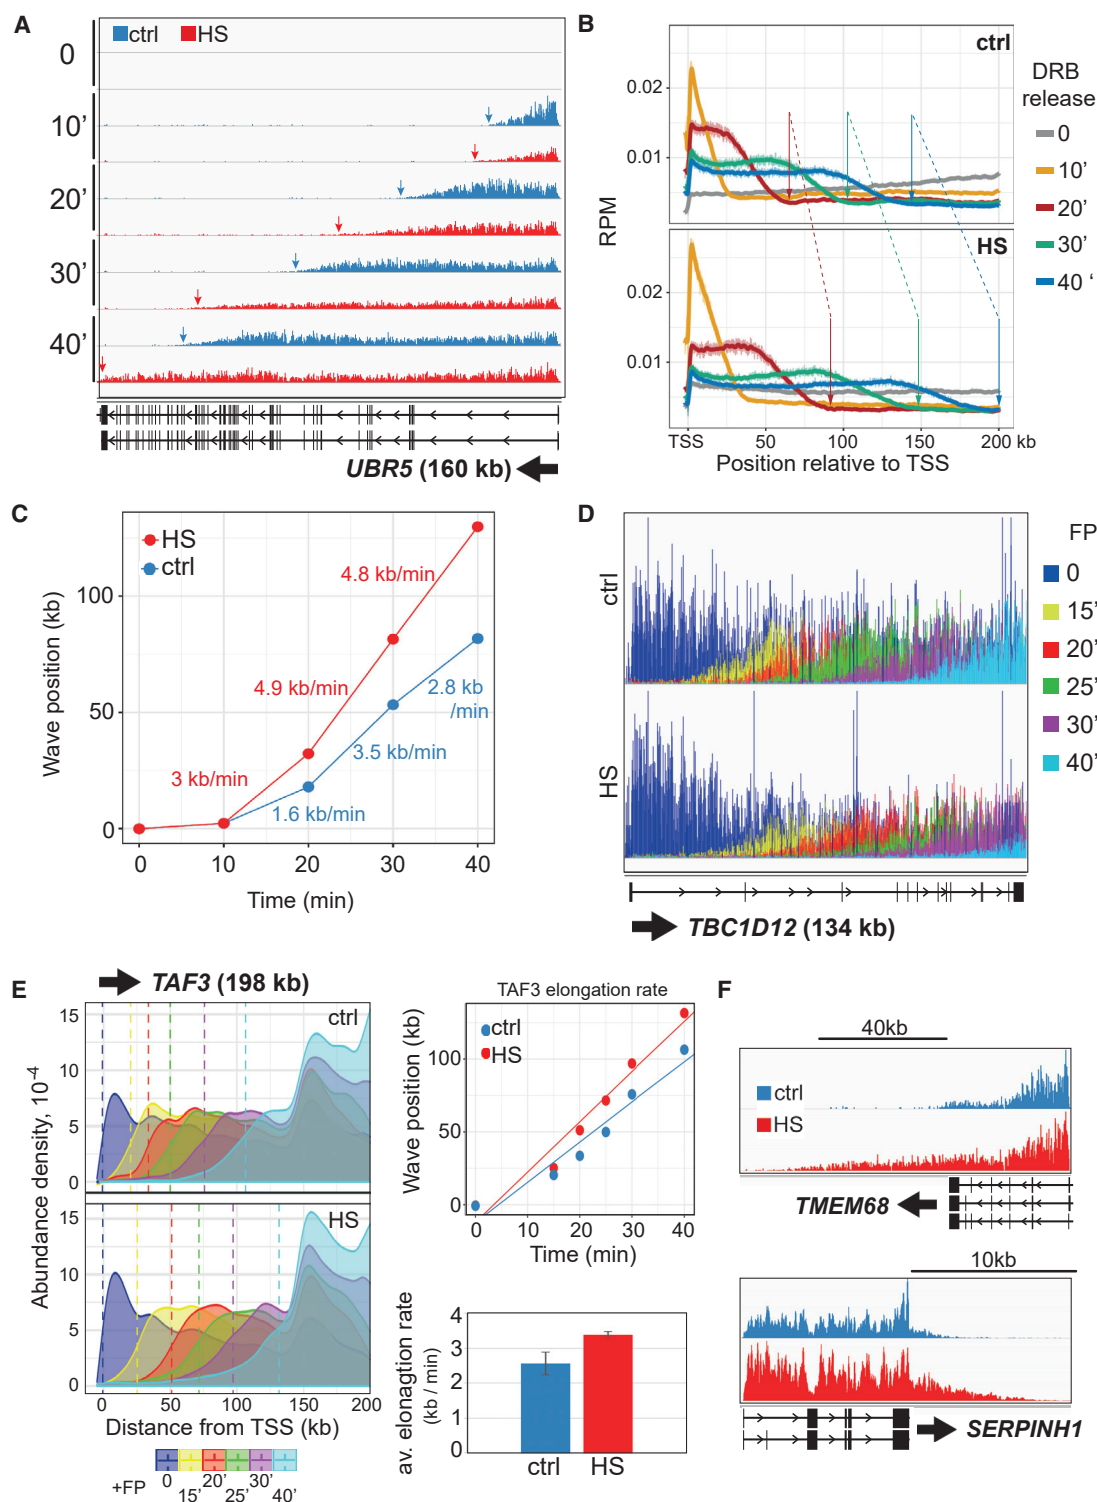 A
ctrl HS
0
10’
20’
30’
40’
UBR5 (160 kb)
B
ctrl
0.02
0.01
RPM
HS
0.02
0.01
TSS 50 100 150 200 kb
Position relative to TSS
DRB
release
0
10'
20'
30'
40 '
C
HS
ctrl
Wave position (kb)
100
50
0
4.8 kb/min
4.9 kb/min
2.8 kb
/min
3.5 kb/min
3 kb/min
1.6 kb/min
0 10 20 30 40
Time (min)
D
ctrl
HS
FP
0
15'
20'
25'
30'
40'
TBC1D12 (134 kb)
E
TAF3 (198 kb)
ctrl
15
10
5
0
Abundance density, 10-4
HS
15
10
5
0
0 50 100 150 200
Distance from TSS (kb)
+FP
0 15' 20' 25' 30' 40'
TAF3 elongation rate
ctrl
HS
Wave position (kb)
100
50
0
0 10 20 30 40
Time (min)
av. elonagtion rate
(kb / min)
4
3
2
1
0
ctrl HS
F
40kb
ctrl
HS
TMEM68
10kb
SERPINH1